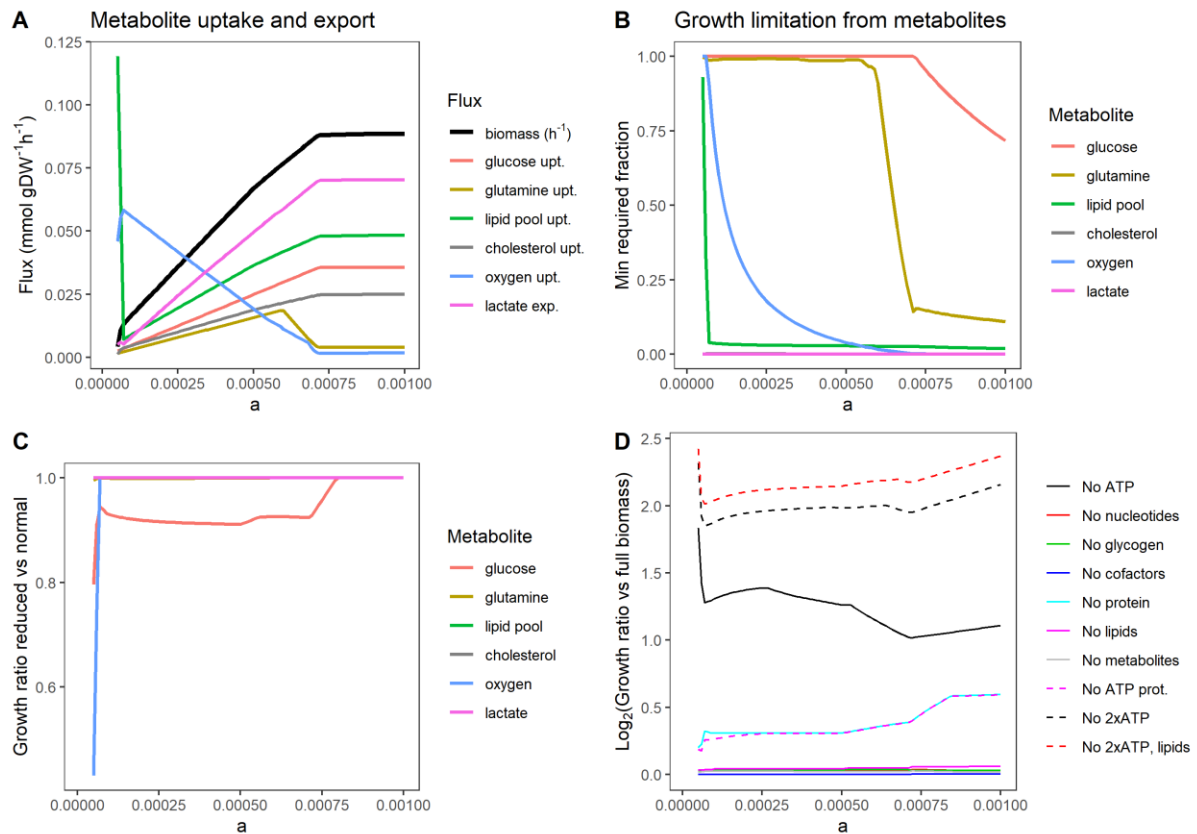 A
Metabolite uptake and export
Flux (mmol gDW⁻¹h⁻¹)
0.125
0.100
0.075
0.050
0.025
0.000
0.00000 0.00025 0.00050 0.00075 0.00100
a
Flux
biomass (h⁻¹)
glucose upt.
glutamine upt.
lipid pool upt.
cholesterol upt.
oxygen upt.
lactate exp.
B
Growth limitation from metabolites
Min required fraction
1.00
0.75
0.50
0.25
0.00
0.00000 0.00025 0.00050 0.00075 0.00100
a
Metabolite
glucose
glutamine
lipid pool
cholesterol
oxygen
lactate
C
Growth ratio reduced vs normal
1.0
0.8
0.6
0.00000 0.00025 0.00050 0.00075 0.00100
a
Metabolite
glucose
glutamine
lipid pool
cholesterol
oxygen
lactate
D
Log₂(Growth ratio vs full biomass)
2.5
2.0
1.5
1.0
0.5
0.0
0.00000 0.00025 0.00050 0.00075 0.00100
a
No ATP
No nucleotides
No glycogen
No cofactors
No protein
No lipids
No metabolites
No ATP prot.
No 2xATP
No 2xATP, lipids